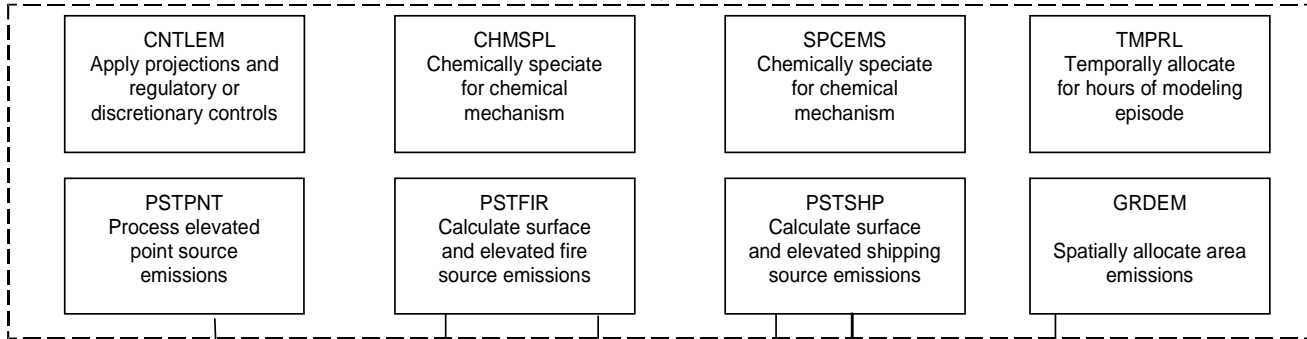 CNTLEM
Apply projections and
regulatory or
discretionary controls
CHMSPL
Chemically speciate
for chemical
mechanism
SPCEMS
Chemically speciate
for chemical
mechanism
TMPRL
Temporally allocate
for hours of modeling
episode
PSTPNT
Process elevated
point source
emissions
PSTFIR
Calculate surface
and elevated fire
source emissions
PSTSHP
Calculate surface
and elevated shipping
source emissions
GRDEM
Spatially allocate area
emissions